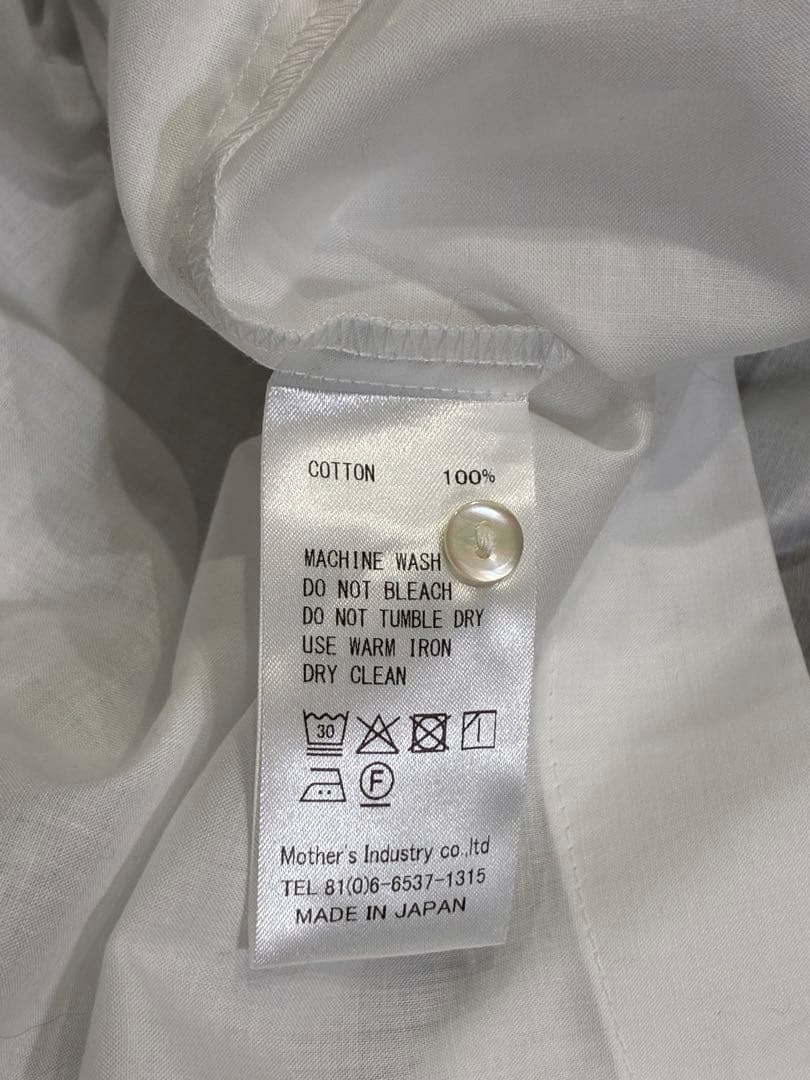 COTTON 100%
MACHINE WASH
DO NOT BLEACH
DO NOT TUMBLE DRY
USE WARM IRON
DRY CLEAN
30
F
Mother's Industry co.,ltd
TEL 81(0)6-6537-1315
MADE IN JAPAN